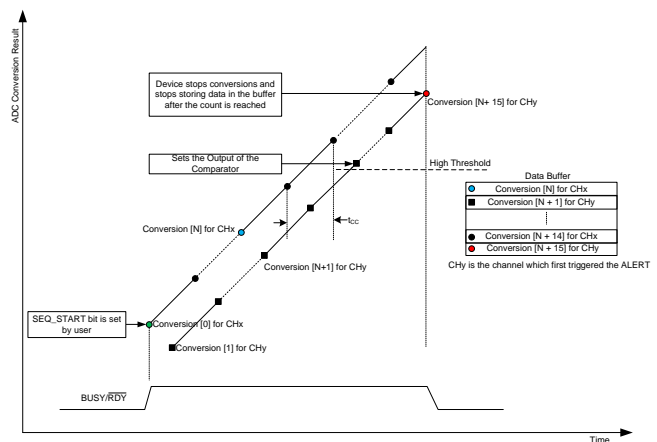 ADC Conversion Result
Device stops conversions and
stops storing data in the buffer
after the count is reached
Conversion [N+ 15] for CHy
Sets the Output of the
Comparator
High Threshold
Data Buffer
Conversion [N] for CHx
Conversion [N + 1] for CHy
Conversion [N + 14] for CHx
Conversion [N + 15] for CHy
CHy is the channel which first triggered the ALERT
tCC
Conversion [N] for CHx
Conversion [N+1] for CHy
SEQ_START bit is set
by user
Conversion [0] for CHx
Conversion [1] for CHy
BUSY/RDY
Time